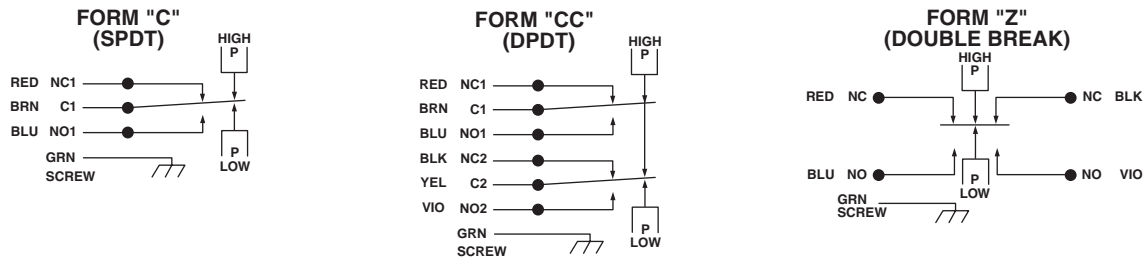 FORM "C"
(SPDT)
HIGH
P
RED NC1
BRN C1
BLU NO1
P
LOW
GRN
SCREW
FORM "CC"
(DPDT)
HIGH
P
RED NC1
BRN C1
BLU NO1
BLK NC2
YEL C2
VIO NO2
P
LOW
GRN
SCREW
FORM "Z"
(DOUBLE BREAK)
HIGH
P
RED NC
NC BLK
BLU NO
P
LOW
NO VIO
GRN
SCREW